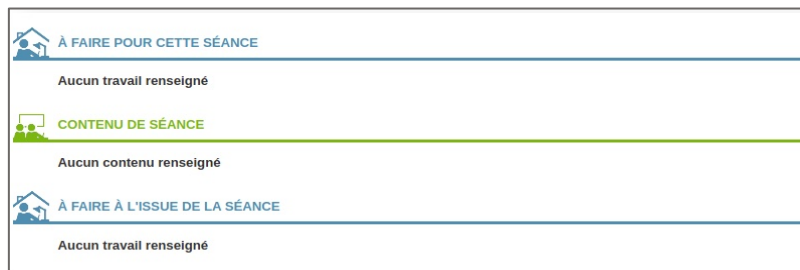 À FAIRE POUR CETTE SÉANCE
Aucun travail renseigné
CONTENU DE SÉANCE
Aucun contenu renseigné
À FAIRE À L'ISSUE DE LA SÉANCE
Aucun travail renseigné